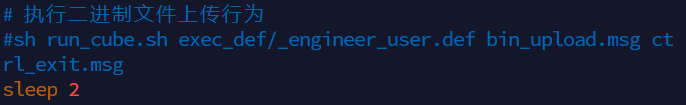 # 执行二进制文件上传行为
#sh run_cube.sh exec_def/_engineer_user.def bin_upload.msg ct
rl_exit.msg
sleep 2